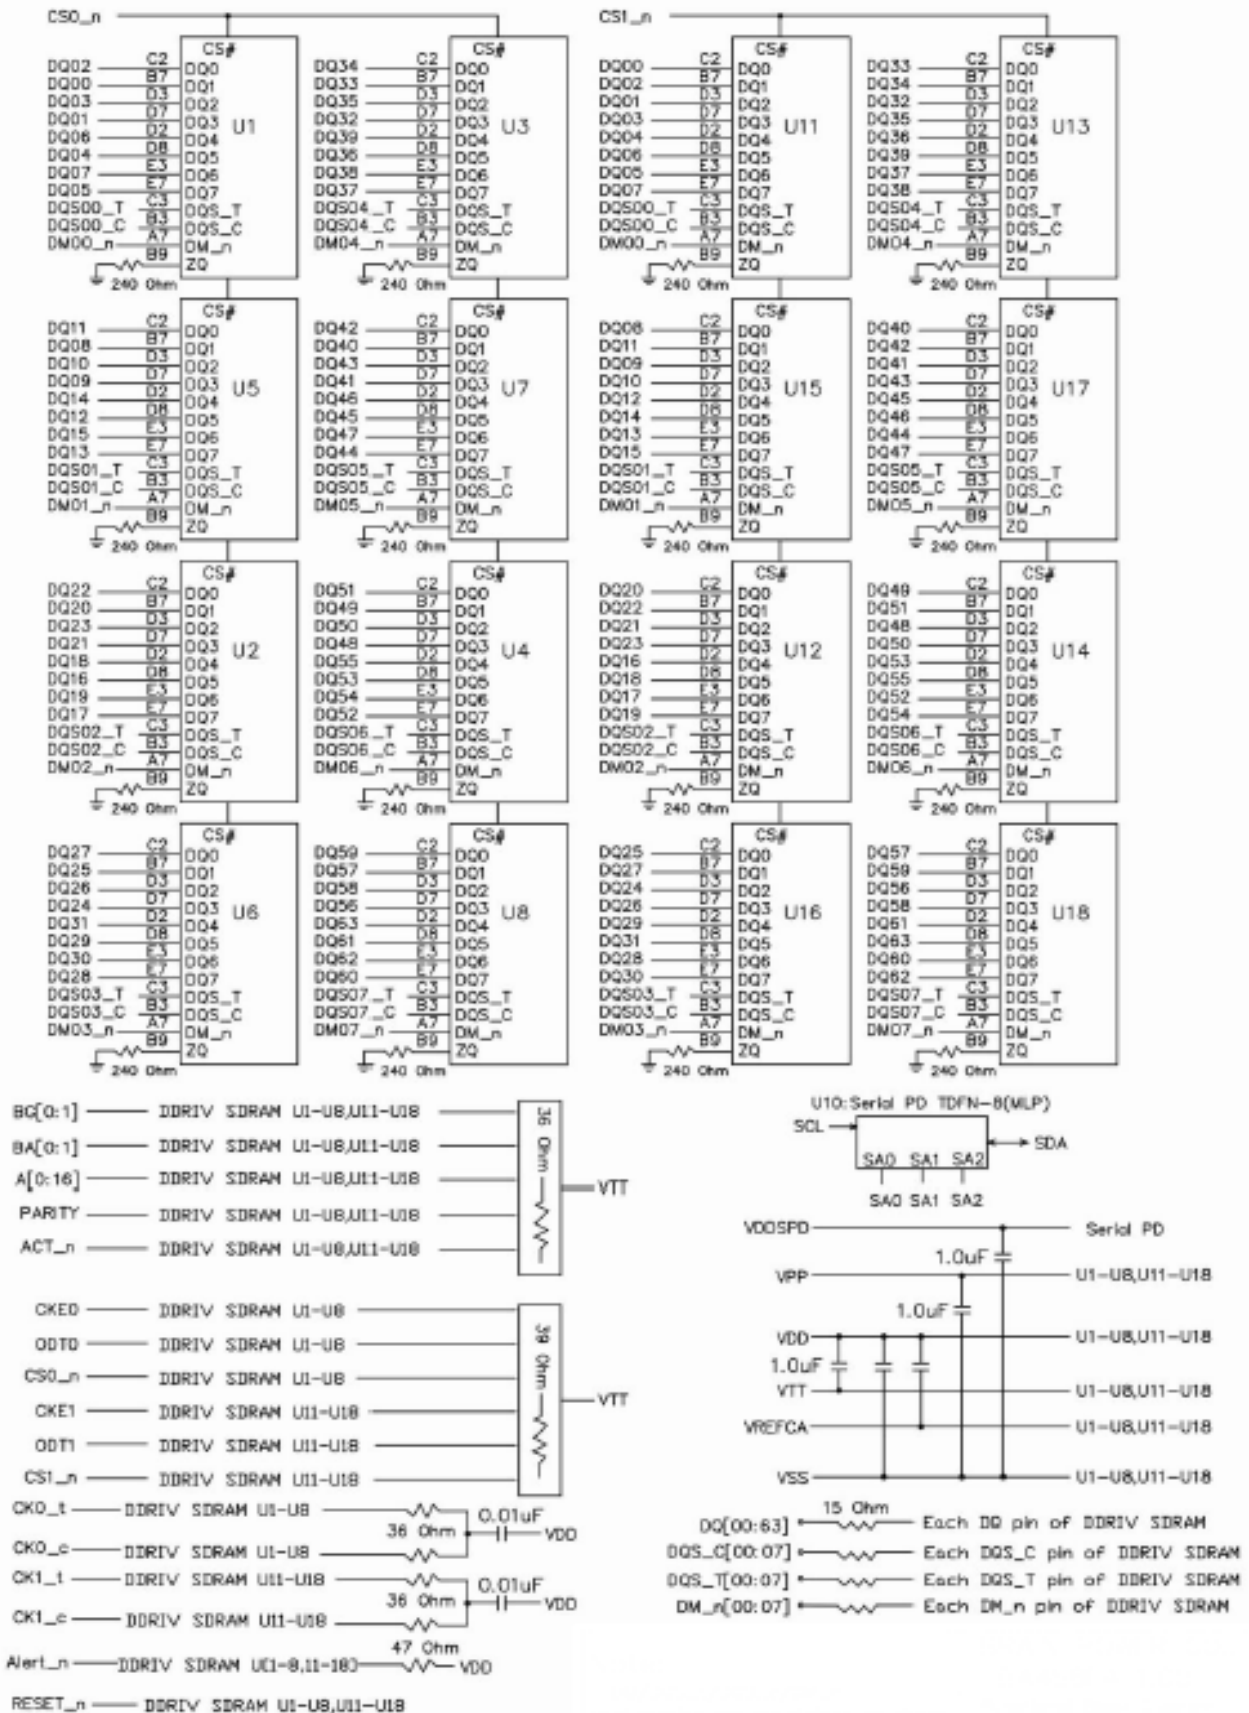 CS0_n
CS#
DQ02 C2 DQ0
DQ00 B7 DQ1
DQ03 D3 DQ2
DQ01 D7 DQ3 U1
DQ06 D2 DQ4
DQ04 D8 DQ5
DQ07 E3 DQ6
DQ05 E7 DQ7
DQS00_T C3 DQS_T
DQS00_C B3 DQS_C
DM00_n A7 DM_n
B9 ZQ
240 Ohm
CS#
DQ34 C2 DQ0
DQ33 B7 DQ1
DQ35 D3 DQ2
DQ32 D7 DQ3 U3
DQ39 D2 DQ4
DQ36 D8 DQ5
DQ38 E3 DQ6
DQ37 E7 DQ7
DQS04_T C3 DQS_T
DQS04_C B3 DQS_C
DM04_n A7 DM_n
B9 ZQ
240 Ohm
CS1_n
CS#
DQ00 C2 DQ0
DQ02 B7 DQ1
DQ01 D3 DQ2
DQ03 D7 DQ3 U11
DQ04 D2 DQ4
DQ06 D8 DQ5
DQ05 E3 DQ6
DQ07 E7 DQ7
DQS00_T C3 DQS_T
DQS00_C B3 DQS_C
DM00_n A7 DM_n
B9 ZQ
240 Ohm
CS#
DQ33 C2 DQ0
DQ34 B7 DQ1
DQ32 D3 DQ2
DQ35 D7 DQ3 U13
DQ36 D2 DQ4
DQ39 D8 DQ5
DQ37 E3 DQ6
DQ38 E7 DQ7
DQS04_T C3 DQS_T
DQS04_C B3 DQS_C
DM04_n A7 DM_n
B9 ZQ
240 Ohm
CS#
DQ11 C2 DQ0
DQ08 B7 DQ1
DQ10 D3 DQ2
DQ09 D7 DQ3 U5
DQ14 D2 DQ4
DQ12 D8 DQ5
DQ15 E3 DQ6
DQ13 E7 DQ7
DQS01_T C3 DQS_T
DQS01_C B3 DQS_C
DM01_n A7 DM_n
B9 ZQ
240 Ohm
CS#
DQ42 C2 DQ0
DQ40 B7 DQ1
DQ43 D3 DQ2
DQ41 D7 DQ3 U7
DQ46 D2 DQ4
DQ45 D8 DQ5
DQ47 E3 DQ6
DQ44 E7 DQ7
DQS05_T C3 DQS_T
DQS05_C B3 DQS_C
DM05_n A7 DM_n
B9 ZQ
240 Ohm
CS#
DQ08 C2 DQ0
DQ11 B7 DQ1
DQ09 D3 DQ2
DQ10 D7 DQ3 U15
DQ12 D2 DQ4
DQ14 D8 DQ5
DQ13 E3 DQ6
DQ15 E7 DQ7
DQS01_T C3 DQS_T
DQS01_C B3 DQS_C
DM01_n A7 DM_n
B9 ZQ
240 Ohm
CS#
DQ40 C2 DQ0
DQ42 B7 DQ1
DQ41 D3 DQ2
DQ43 D7 DQ3 U17
DQ45 D2 DQ4
DQ46 D8 DQ5
DQ44 E3 DQ6
DQ47 E7 DQ7
DQS05_T C3 DQS_T
DQS05_C B3 DQS_C
DM05_n A7 DM_n
B9 ZQ
240 Ohm
CS#
DQ22 C2 DQ0
DQ20 B7 DQ1
DQ23 D3 DQ2
DQ21 D7 DQ3 U2
DQ18 D2 DQ4
DQ16 D8 DQ5
DQ19 E3 DQ6
DQ17 E7 DQ7
DQS02_T C3 DQS_T
DQS02_C B3 DQS_C
DM02_n A7 DM_n
B9 ZQ
240 Ohm
CS#
DQ51 C2 DQ0
DQ49 B7 DQ1
DQ50 D3 DQ2
DQ48 D7 DQ3 U4
DQ55 D2 DQ4
DQ53 D8 DQ5
DQ54 E3 DQ6
DQ52 E7 DQ7
DQS06_T C3 DQS_T
DQS06_C B3 DQS_C
DM06_n A7 DM_n
B9 ZQ
240 Ohm
CS#
DQ20 C2 DQ0
DQ22 B7 DQ1
DQ21 D3 DQ2
DQ23 D7 DQ3 U12
DQ16 D2 DQ4
DQ18 D8 DQ5
DQ17 E3 DQ6
DQ19 E7 DQ7
DQS02_T C3 DQS_T
DQS02_C B3 DQS_C
DM02_n A7 DM_n
B9 ZQ
240 Ohm
CS#
DQ49 C2 DQ0
DQ51 B7 DQ1
DQ48 D3 DQ2
DQ50 D7 DQ3 U14
DQ53 D2 DQ4
DQ55 D8 DQ5
DQ52 E3 DQ6
DQ54 E7 DQ7
DQS06_T C3 DQS_T
DQS06_C B3 DQS_C
DM06_n A7 DM_n
B9 ZQ
240 Ohm
CS#
DQ27 C2 DQ0
DQ25 B7 DQ1
DQ26 D3 DQ2
DQ24 D7 DQ3 U6
DQ31 D2 DQ4
DQ29 D8 DQ5
DQ30 E3 DQ6
DQ28 E7 DQ7
DQS03_T C3 DQS_T
DQS03_C B3 DQS_C
DM03_n A7 DM_n
B9 ZQ
240 Ohm
CS#
DQ59 C2 DQ0
DQ57 B7 DQ1
DQ58 D3 DQ2
DQ56 D7 DQ3 U8
DQ63 D2 DQ4
DQ61 D8 DQ5
DQ62 E3 DQ6
DQ60 E7 DQ7
DQS07_T C3 DQS_T
DQS07_C B3 DQS_C
DM07_n A7 DM_n
B9 ZQ
240 Ohm
CS#
DQ25 C2 DQ0
DQ27 B7 DQ1
DQ24 D3 DQ2
DQ26 D7 DQ3 U16
DQ29 D2 DQ4
DQ31 D8 DQ5
DQ28 E3 DQ6
DQ30 E7 DQ7
DQS03_T C3 DQS_T
DQS03_C B3 DQS_C
DM03_n A7 DM_n
B9 ZQ
240 Ohm
CS#
DQ57 C2 DQ0
DQ59 B7 DQ1
DQ56 D3 DQ2
DQ58 D7 DQ3 U18
DQ61 D2 DQ4
DQ63 D8 DQ5
DQ60 E3 DQ6
DQ62 E7 DQ7
DQS07_T C3 DQS_T
DQS07_C B3 DQS_C
DM07_n A7 DM_n
B9 ZQ
240 Ohm
BG[0:1] DDRIV SDRAM U1-U8,U11-U18
BA[0:1] DDRIV SDRAM U1-U8,U11-U18
A[0:16] DDRIV SDRAM U1-U8,U11-U18
PARITY DDRIV SDRAM U1-U8,U11-U18
ACT_n DDRIV SDRAM U1-U8,U11-U18
36 Ohm
VTT
CKE0 DDRIV SDRAM U1-U8
ODT0 DDRIV SDRAM U1-U8
CS0_n DDRIV SDRAM U1-U8
CKE1 DDRIV SDRAM U11-U18
ODT1 DDRIV SDRAM U11-U18
CS1_n DDRIV SDRAM U11-U18
39 Ohm
VTT
CK0_t DDRIV SDRAM U1-U8
36 Ohm 0.01uF VDD
CK0_c DDRIV SDRAM U1-U8
CK1_t DDRIV SDRAM U11-U18
36 Ohm 0.01uF VDD
CK1_c DDRIV SDRAM U11-U18
47 Ohm
Alert_n DDRIV SDRAM U[1-8,11-18] VDD
RESET_n DDRIV SDRAM U1-U8,U11-U18
U10:Serial PD TDFN-8(MLP)
SCL SDA
SA0 SA1 SA2
SA0 SA1 SA2
VDDSPD Serial PD
1.0uF
VPP U1-U8,U11-U18
1.0uF
VDD U1-U8,U11-U18
1.0uF
VTT U1-U8,U11-U18
VREFCA U1-U8,U11-U18
VSS U1-U8,U11-U18
15 Ohm
DQ[00:63] Each DQ pin of DDRIV SDRAM
DQS_C[00:07] Each DQS_C pin of DDRIV SDRAM
DQS_T[00:07] Each DQS_T pin of DDRIV SDRAM
DM_n[00:07] Each DM_n pin of DDRIV SDRAM